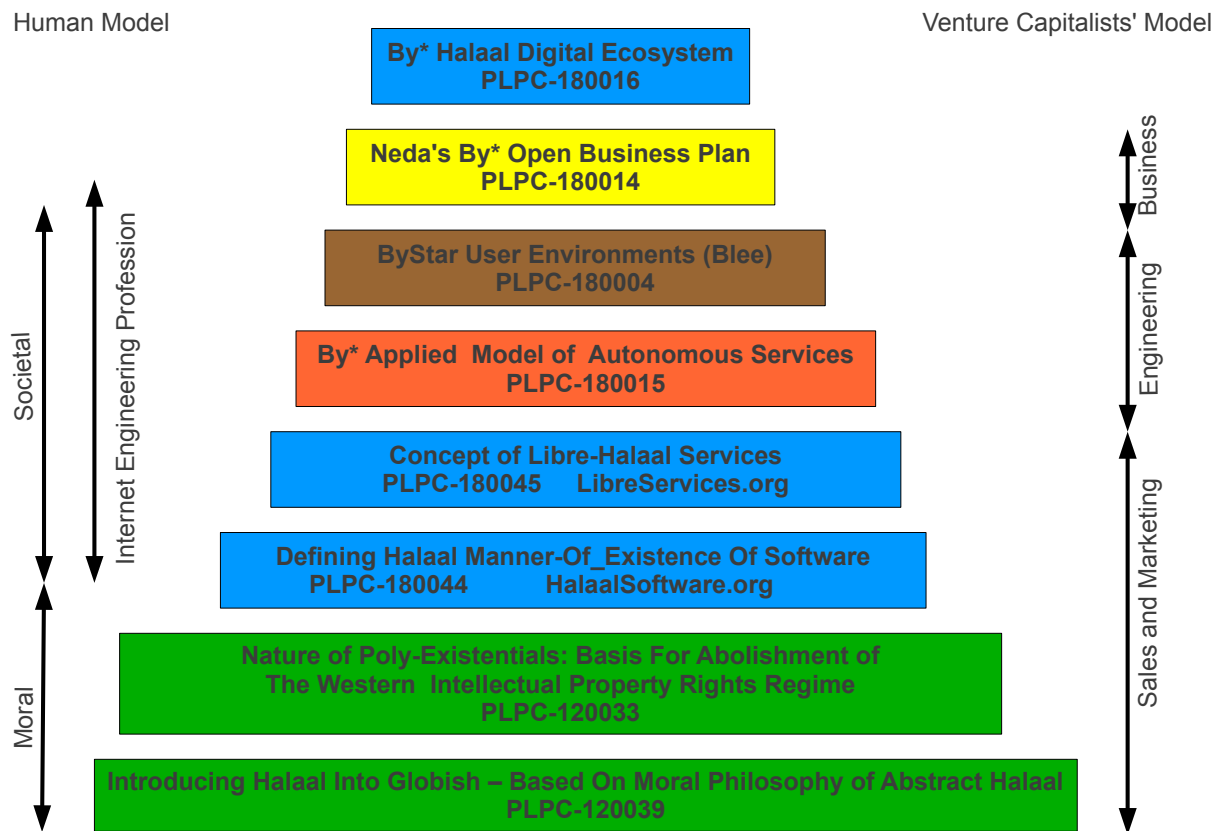 Human Model
Venture Capitalists' Model
By* Halaal Digital Ecosystem
PLPC-180016
Neda's By* Open Business Plan
PLPC-180014
ByStar User Environments (Blee)
PLPC-180004
By* Applied Model of Autonomous Services
PLPC-180015
Concept of Libre-Halaal Services
PLPC-180045 LibreServices.org
Defining Halaal Manner-Of_Existence Of Software
PLPC-180044 HalaalSoftware.org
Nature of Poly-Existentials: Basis For Abolishment of
The Western Intellectual Property Rights Regime
PLPC-120033
Introducing Halaal Into Globish – Based On Moral Philosophy of Abstract Halaal
PLPC-120039
Societal
Moral
Internet Engineering Profession
Business
Engineering
Sales and Marketing